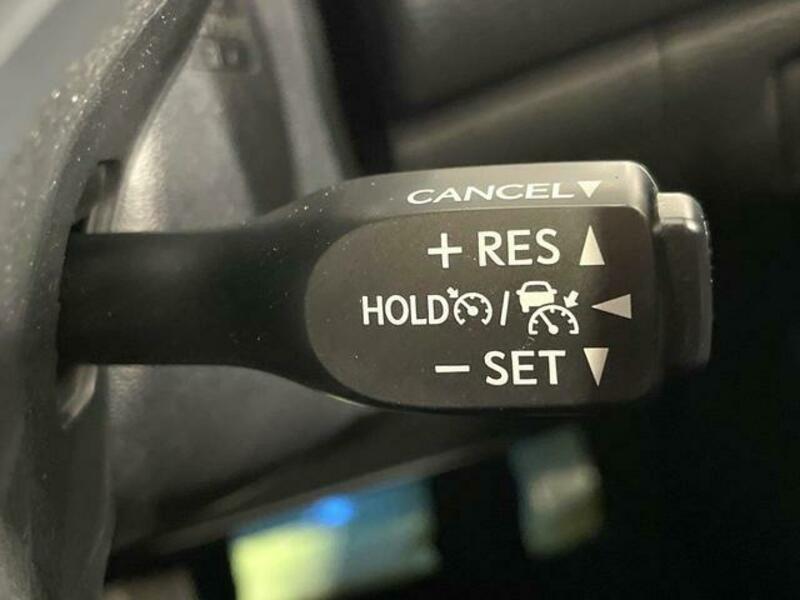 CANCEL
+ RES
HOLD /
- SET